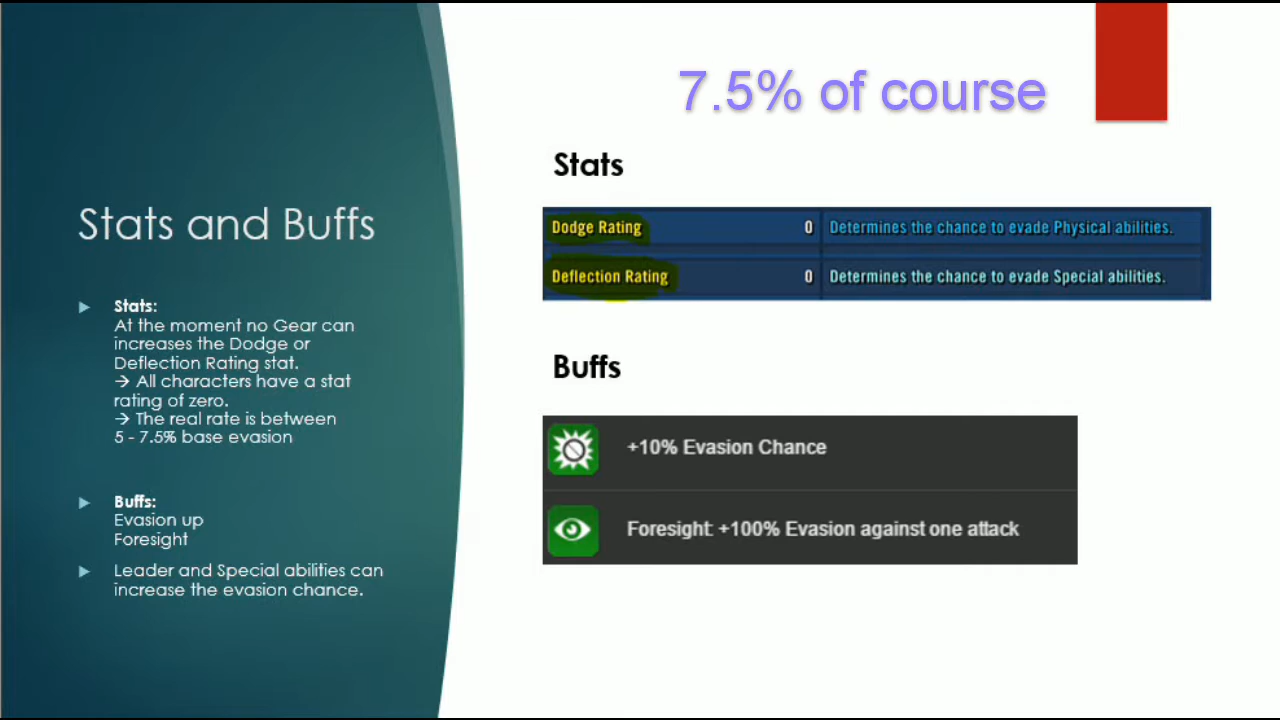 7.5% of course
Stats and Buffs
Stats:
At the moment no Gear can
increases the Dodge or
Deflection Rating stat.
→ All characters have a stat
rating of zero.
→ The real rate is between
5 - 7.5% base evasion
Buffs:
Evasion up
Foresight
Leader and Special abilities can
increase the evasion chance.
Stats
Dodge Rating 0 Determines the chance to evade Physical abilities.
Deflection Rating 0 Determines the chance to evade Special abilities.
Buffs
+10% Evasion Chance
Foresight: +100% Evasion against one attack